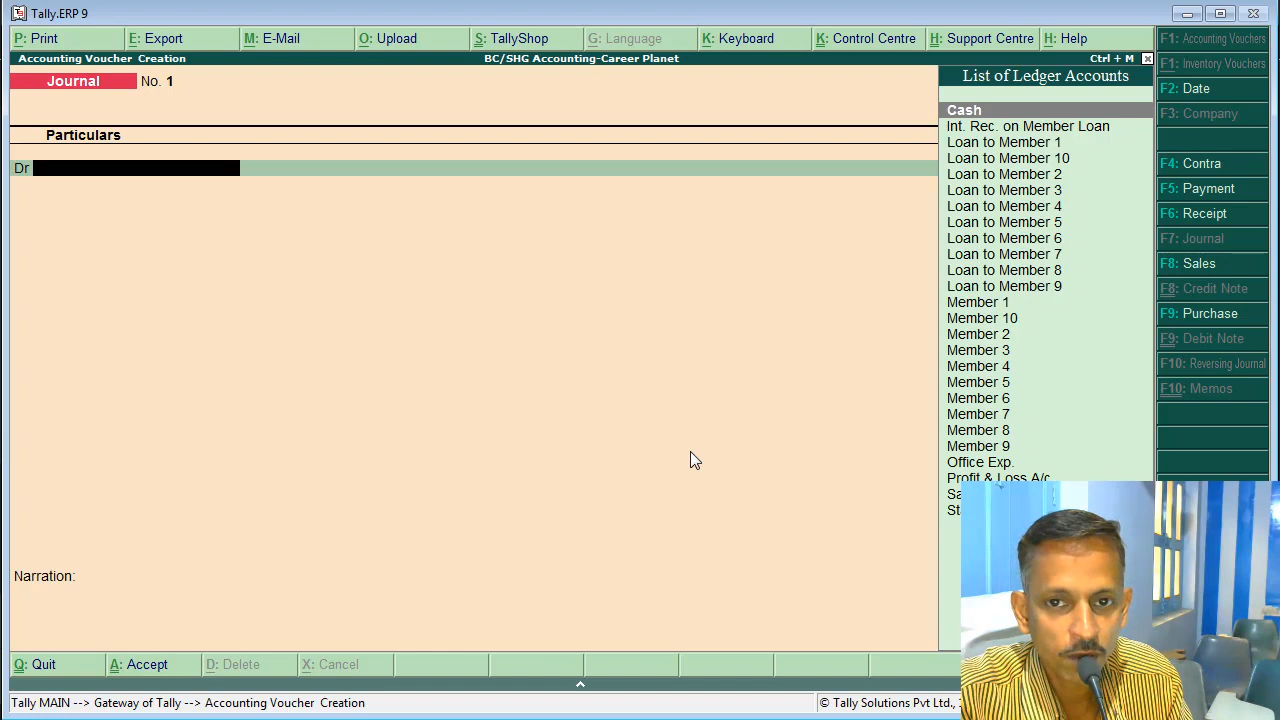 Tally.ERP 9
P: Print E: Export M: E-Mail O: Upload S: TallyShop G: Language K: Keyboard K: Control Centre H: Support Centre H: Help
Accounting Voucher Creation BC/SHG Accounting-Career Planet Ctrl + M
Journal No. 1
Particulars
Dr
Narration:
List of Ledger Accounts
Cash
Int. Rec. on Member Loan
Loan to Member 1
Loan to Member 10
Loan to Member 2
Loan to Member 3
Loan to Member 4
Loan to Member 5
Loan to Member 6
Loan to Member 7
Loan to Member 8
Loan to Member 9
Member 1
Member 10
Member 2
Member 3
Member 4
Member 5
Member 6
Member 7
Member 8
Member 9
Office Exp.
Profit & Loss A/c
F1: Accounting Vouchers
F1: Inventory Vouchers
F2: Date
F3: Company
F4: Contra
F5: Payment
F6: Receipt
F7: Journal
F8: Sales
F8: Credit Note
F9: Purchase
F9: Debit Note
F10: Reversing Journal
F10: Memos
Q: Quit A: Accept D: Delete X: Cancel
Tally MAIN --> Gateway of Tally --> Accounting Voucher Creation © Tally Solutions Pvt Ltd.,